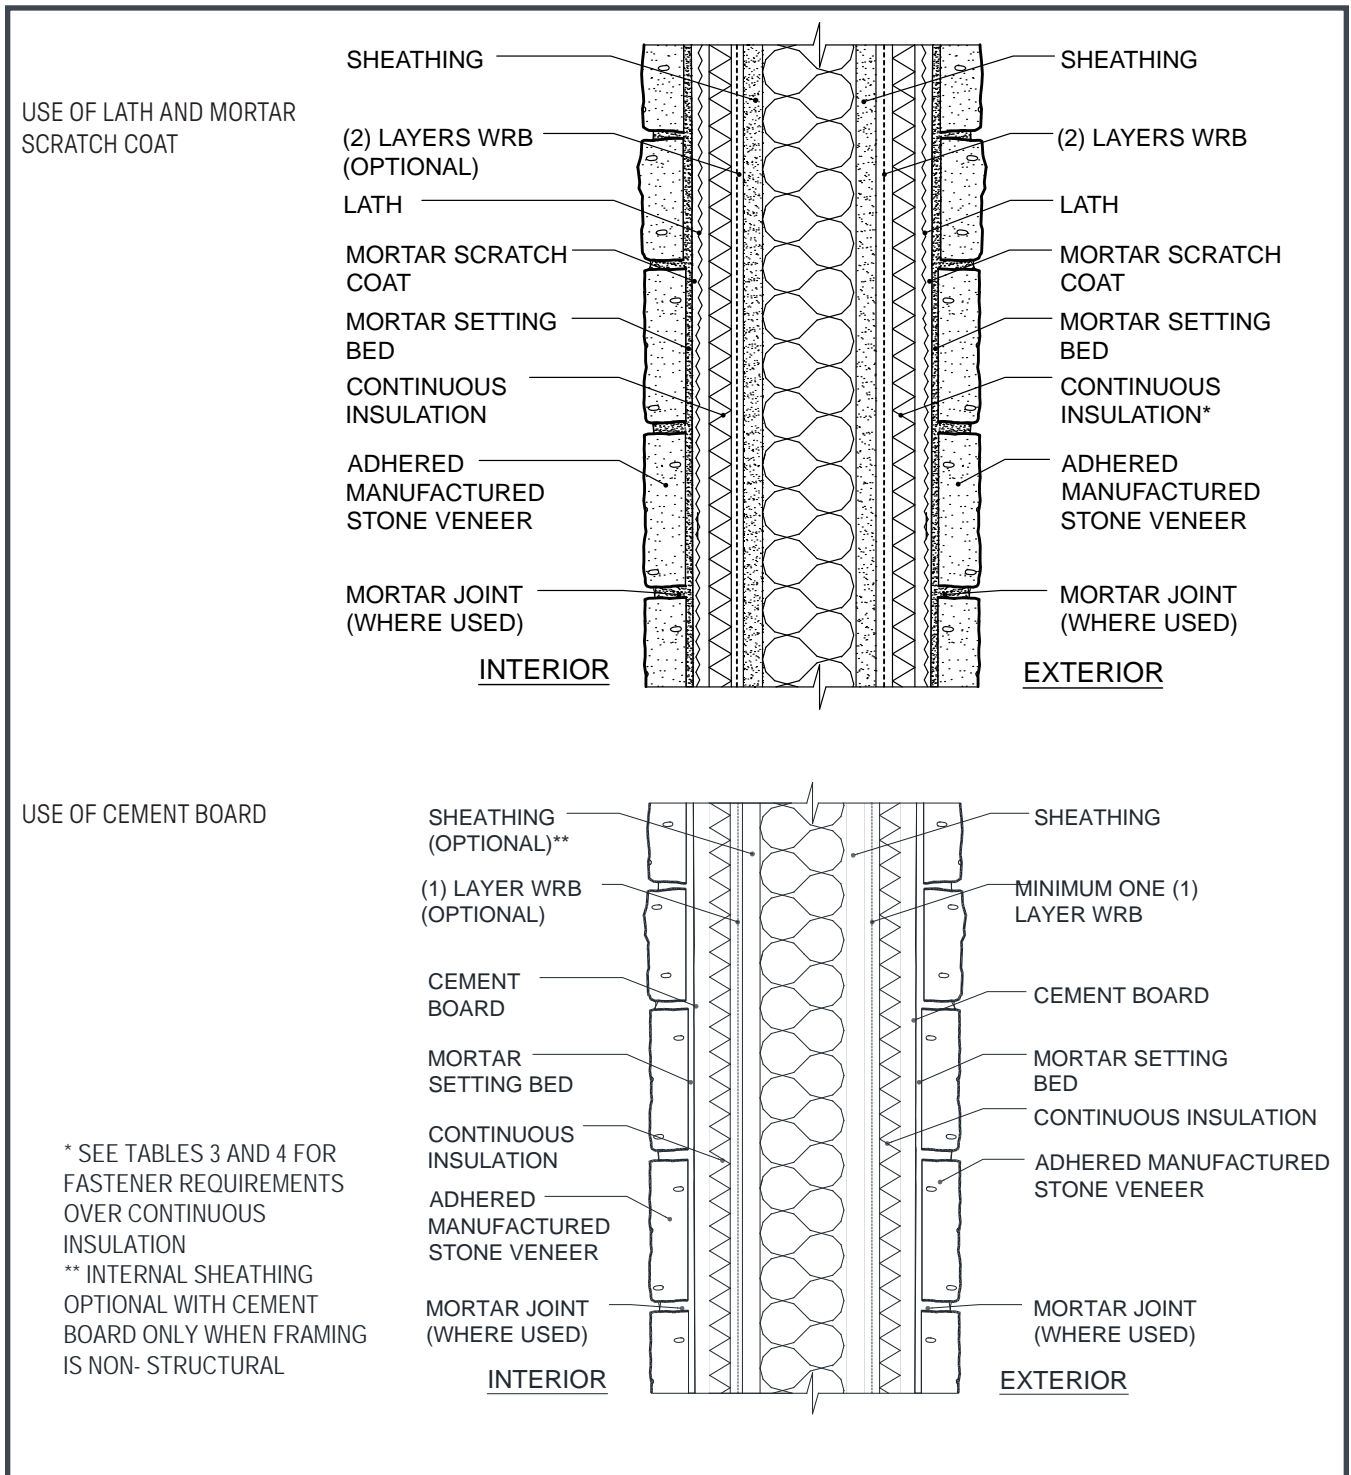 USE OF LATH AND MORTAR
SCRATCH COAT
SHEATHING
(2) LAYERS WRB
(OPTIONAL)
LATH
MORTAR SCRATCH
COAT
MORTAR SETTING
BED
CONTINUOUS
INSULATION
ADHERED
MANUFACTURED
STONE VENEER
MORTAR JOINT
(WHERE USED)
INTERIOR
SHEATHING
(2) LAYERS WRB
LATH
MORTAR SCRATCH
COAT
MORTAR SETTING
BED
CONTINUOUS
INSULATION*
ADHERED
MANUFACTURED
STONE VENEER
MORTAR JOINT
(WHERE USED)
EXTERIOR
USE OF CEMENT BOARD
SHEATHING
(OPTIONAL)**
(1) LAYER WRB
(OPTIONAL)
CEMENT
BOARD
MORTAR
SETTING BED
CONTINUOUS
INSULATION
ADHERED
MANUFACTURED
STONE VENEER
MORTAR JOINT
(WHERE USED)
INTERIOR
SHEATHING
MINIMUM ONE (1)
LAYER WRB
CEMENT BOARD
MORTAR SETTING
BED
CONTINUOUS INSULATION
ADHERED MANUFACTURED
STONE VENEER
MORTAR JOINT
(WHERE USED)
EXTERIOR
* SEE TABLES 3 AND 4 FOR
FASTENER REQUIREMENTS
OVER CONTINUOUS
INSULATION
** INTERNAL SHEATHING
OPTIONAL WITH CEMENT
BOARD ONLY WHEN FRAMING
IS NON- STRUCTURAL